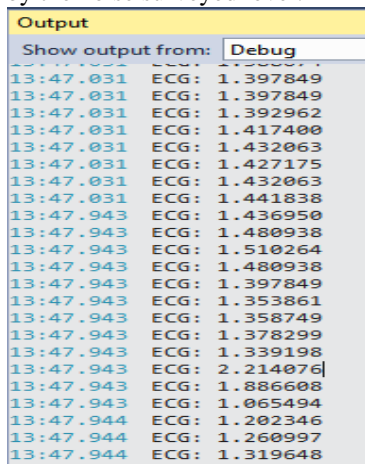 Output
Show output from: Debug
13:47.031 ECG: 1.397849
13:47.031 ECG: 1.397849
13:47.031 ECG: 1.392962
13:47.031 ECG: 1.417400
13:47.031 ECG: 1.432063
13:47.031 ECG: 1.427175
13:47.031 ECG: 1.432063
13:47.031 ECG: 1.441838
13:47.943 ECG: 1.436950
13:47.943 ECG: 1.480938
13:47.943 ECG: 1.510264
13:47.943 ECG: 1.480938
13:47.943 ECG: 1.397849
13:47.943 ECG: 1.353861
13:47.943 ECG: 1.358749
13:47.943 ECG: 1.378299
13:47.943 ECG: 1.339198
13:47.943 ECG: 2.214076
13:47.943 ECG: 1.886608
13:47.943 ECG: 1.065494
13:47.944 ECG: 1.202346
13:47.944 ECG: 1.260997
13:47.944 ECG: 1.319648